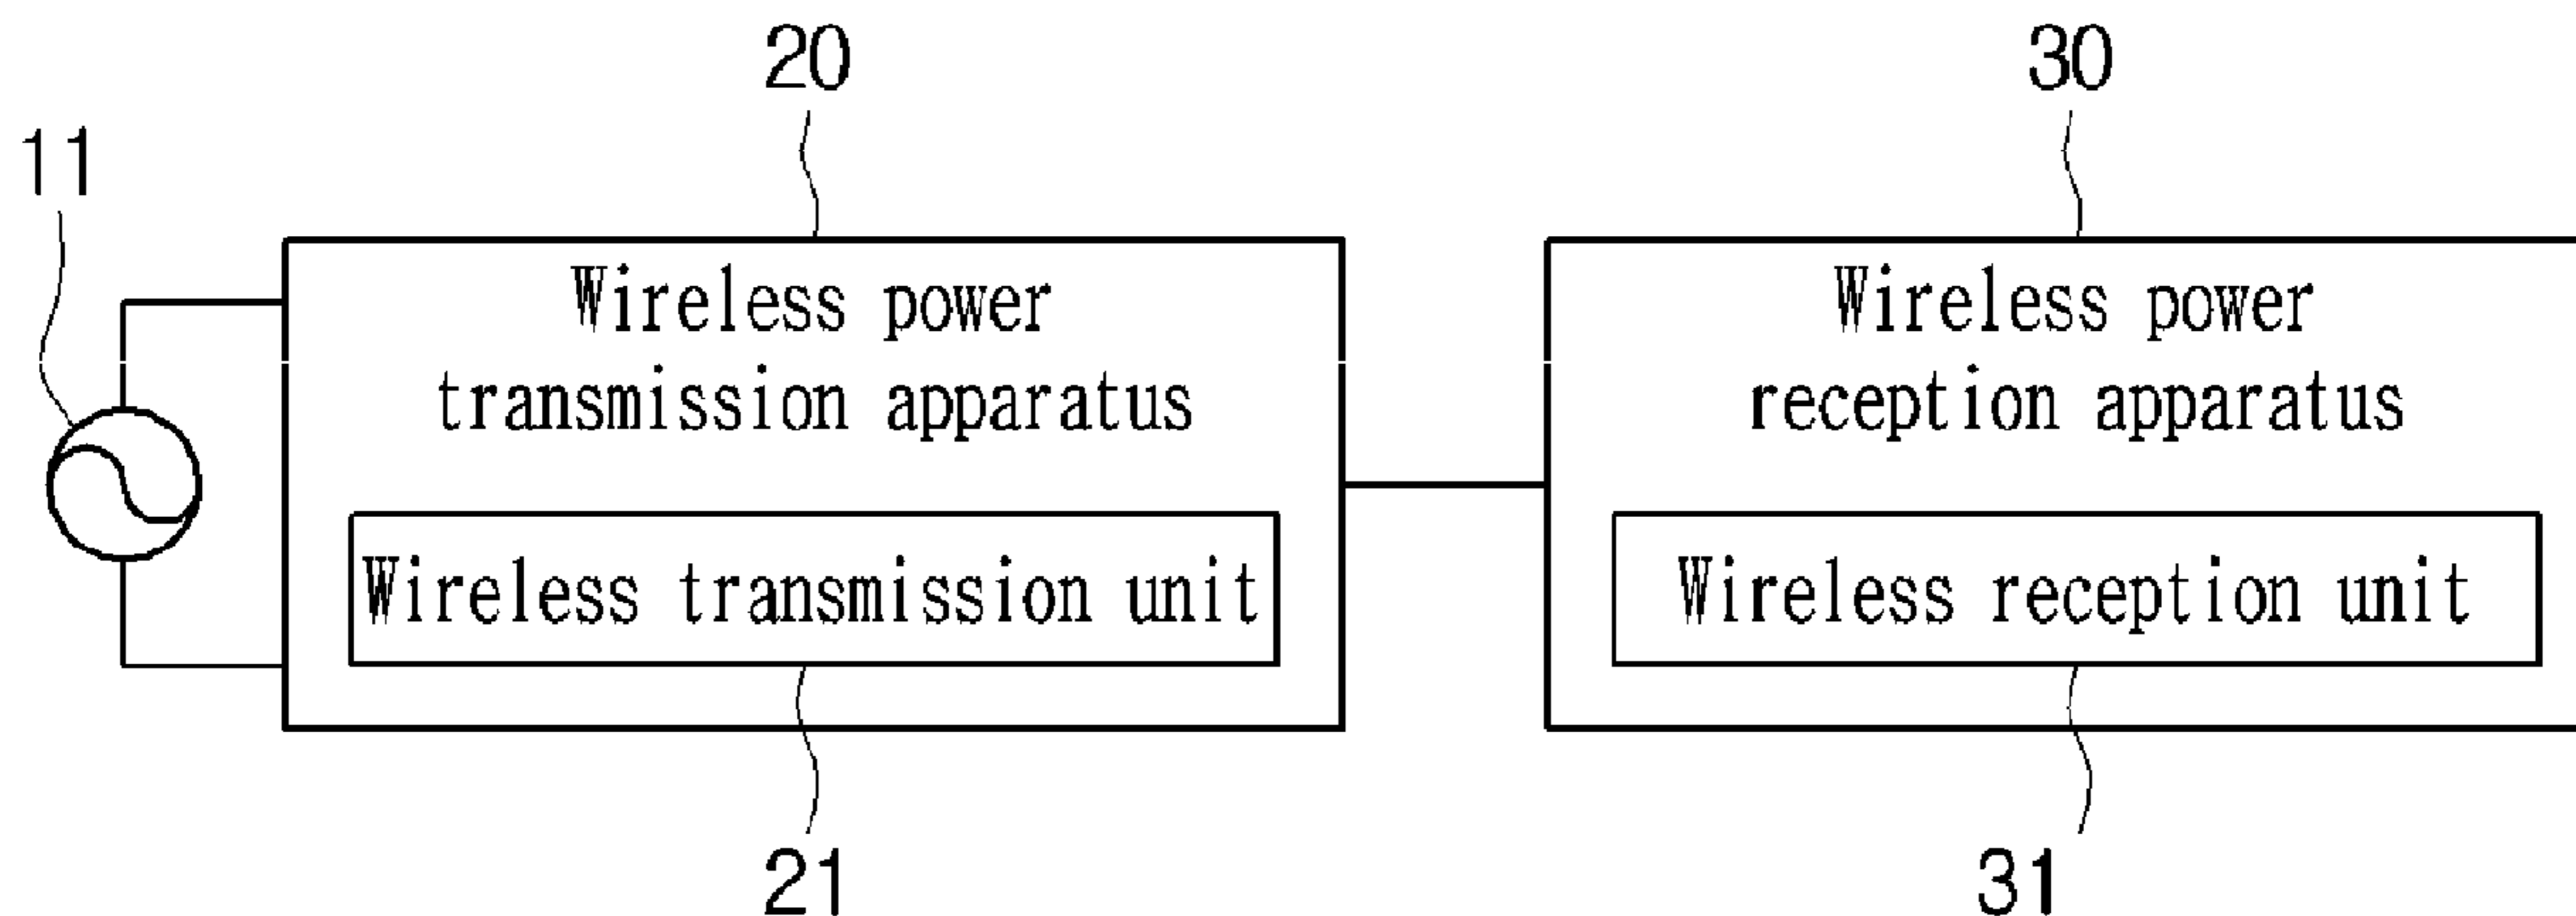 20
30
11
Wireless power
transmission apparatus
Wireless transmission unit
Wireless power
reception apparatus
Wireless reception unit
21
31